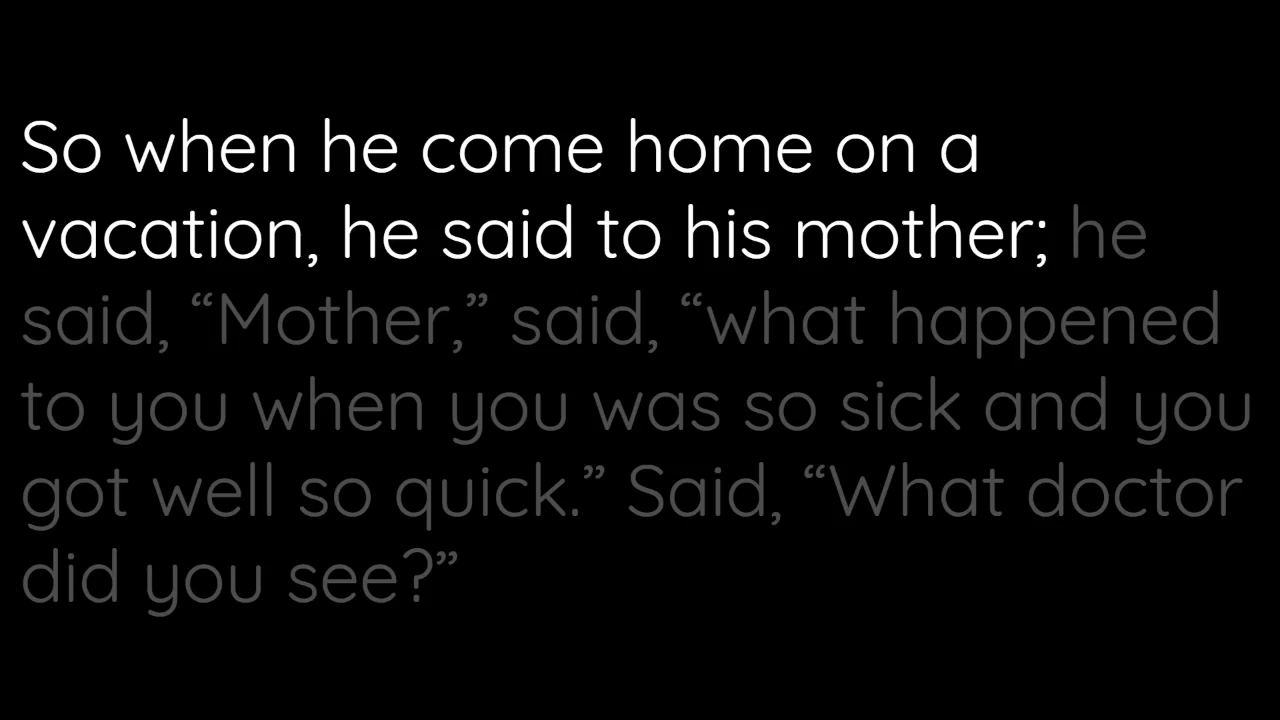 So when he come home on a
vacation, he said to his mother; he
said, “Mother,” said, “what happened
to you when you was so sick and you
got well so quick.” Said, “What doctor
did you see?”